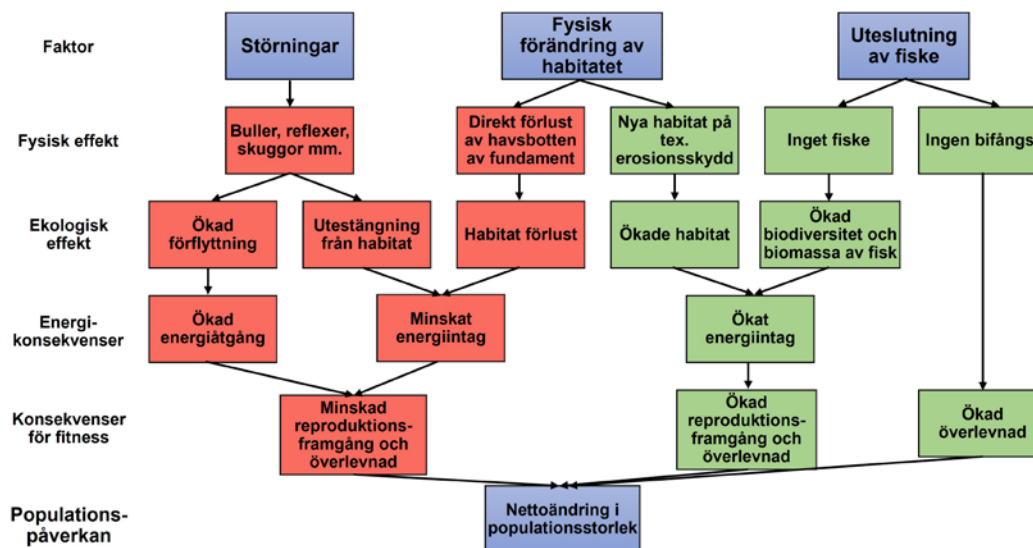 Faktor
Störningar
Fysisk
förändring av
habitatet
Uteslutning
av fiske
Fysisk effekt
Buller, reflexer,
skuggor mm.
Direkt förlust
av havsbotten
av fundament
Nya habitat på
tex.
erosionsskydd
Inget fiske
Ingen bifångst
Ekologisk
effekt
Ökad
förflyttning
Utestängning
från habitat
Habitat förlust
Ökade habitat
Ökad
biodiversitet och
biomassa av fisk
Energi-
konsekvenser
Ökad
energiåtgång
Minskat
energiintag
Ökat
energiintag
Konsekvenser
för fitness
Minskad
reproduktions-
framgång och
överlevnad
Ökad
reproduktions-
framgång och
överlevnad
Ökad
överlevnad
Populations-
påverkan
Nettoändring i
populationsstorlek